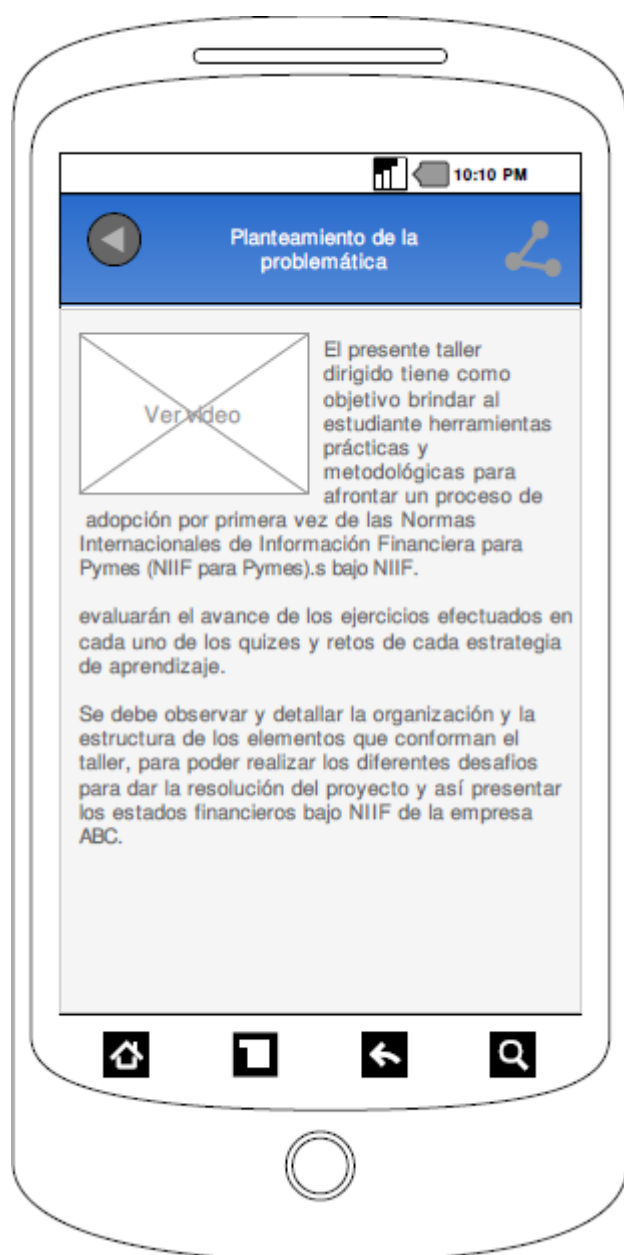 10:10 PM
Planteamiento de la
problemática
Ver video
El presente taller
dirigido tiene como
objetivo brindar al
estudiante herramientas
prácticas y
metodológicas para
afrontar un proceso de
adopción por primera vez de las Normas
Internacionales de Información Financiera para
Pymes (NIIF para Pymes).s bajo NIIF.
evaluarán el avance de los ejercicios efectuados en
cada uno de los quizes y retos de cada estrategia
de aprendizaje.
Se debe observar y detallar la organización y la
estructura de los elementos que conforman el
taller, para poder realizar los diferentes desafios
para dar la resolución del proyecto y así presentar
los estados financieros bajo NIIF de la empresa
ABC.